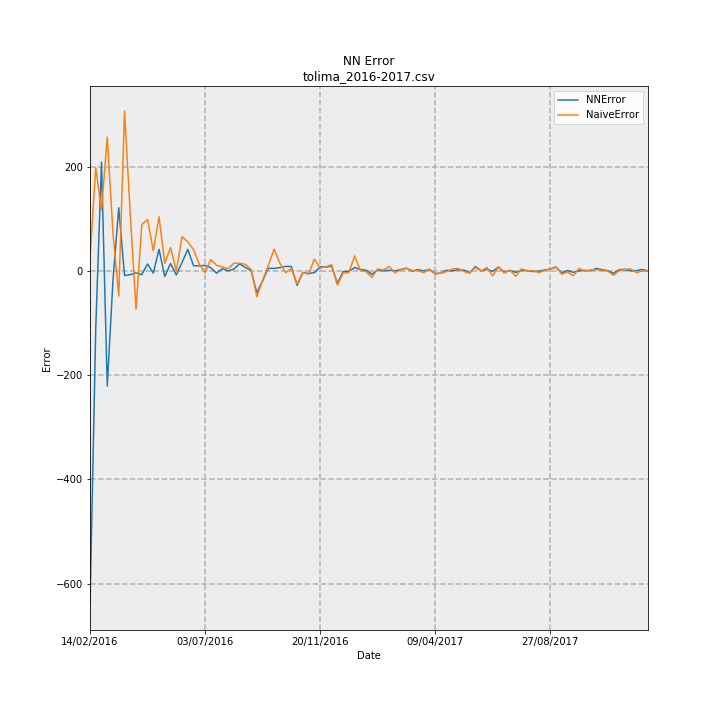 NN Error
tolima_2016-2017.csv
NNError
NaiveError
200
0
−200
−400
−600
Error
14/02/2016
03/07/2016
20/11/2016
09/04/2017
27/08/2017
Date